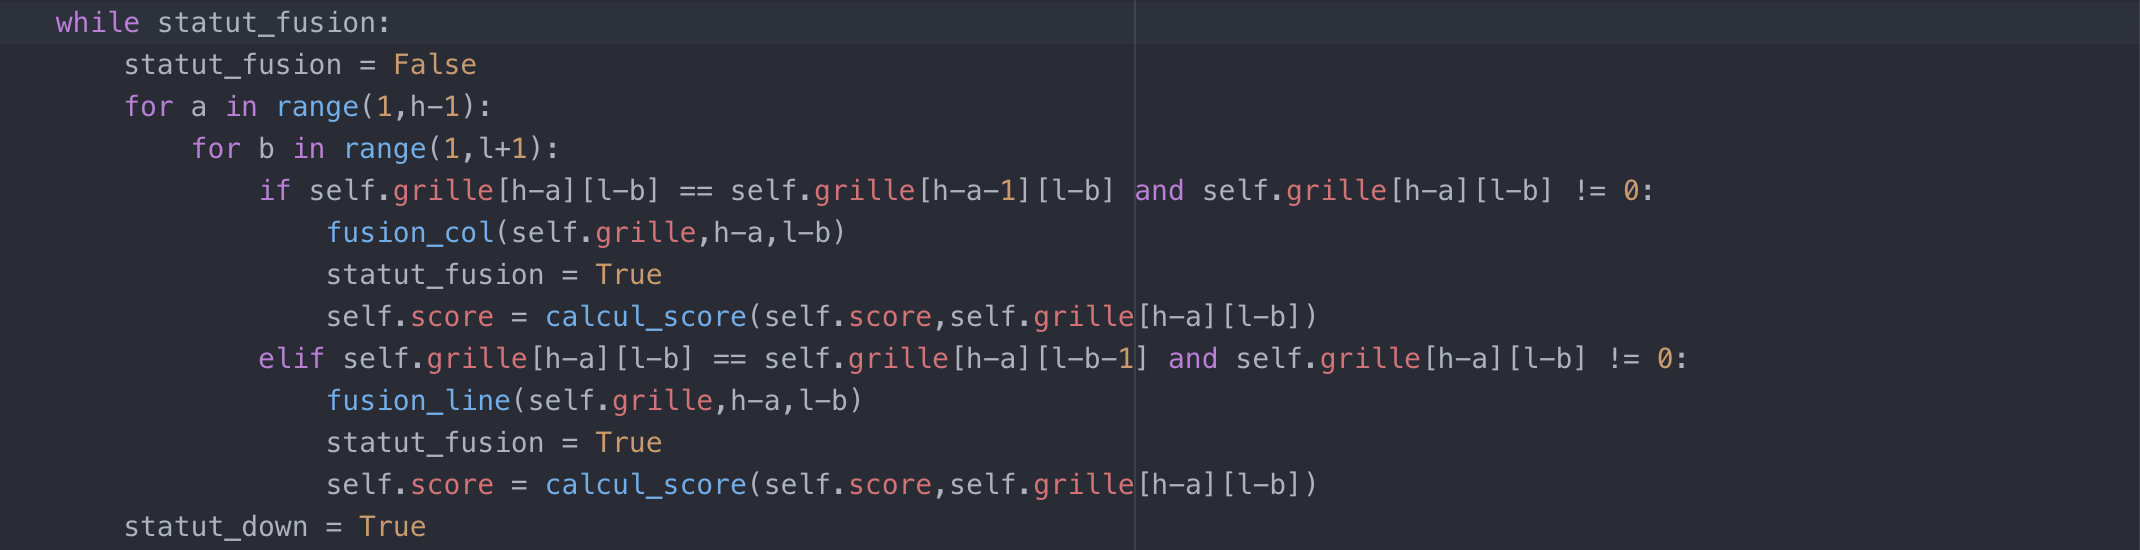 while statut_fusion:
    statut_fusion = False
    for a in range(1,h-1):
        for b in range(1,l+1):
            if self.grille[h-a][l-b] == self.grille[h-a-1][l-b] and self.grille[h-a][l-b] != 0:
                fusion_col(self.grille,h-a,l-b)
                statut_fusion = True
                self.score = calcul_score(self.score,self.grille[h-a][l-b])
            elif self.grille[h-a][l-b] == self.grille[h-a][l-b-1] and self.grille[h-a][l-b] != 0:
                fusion_line(self.grille,h-a,l-b)
                statut_fusion = True
                self.score = calcul_score(self.score,self.grille[h-a][l-b])
    statut_down = True